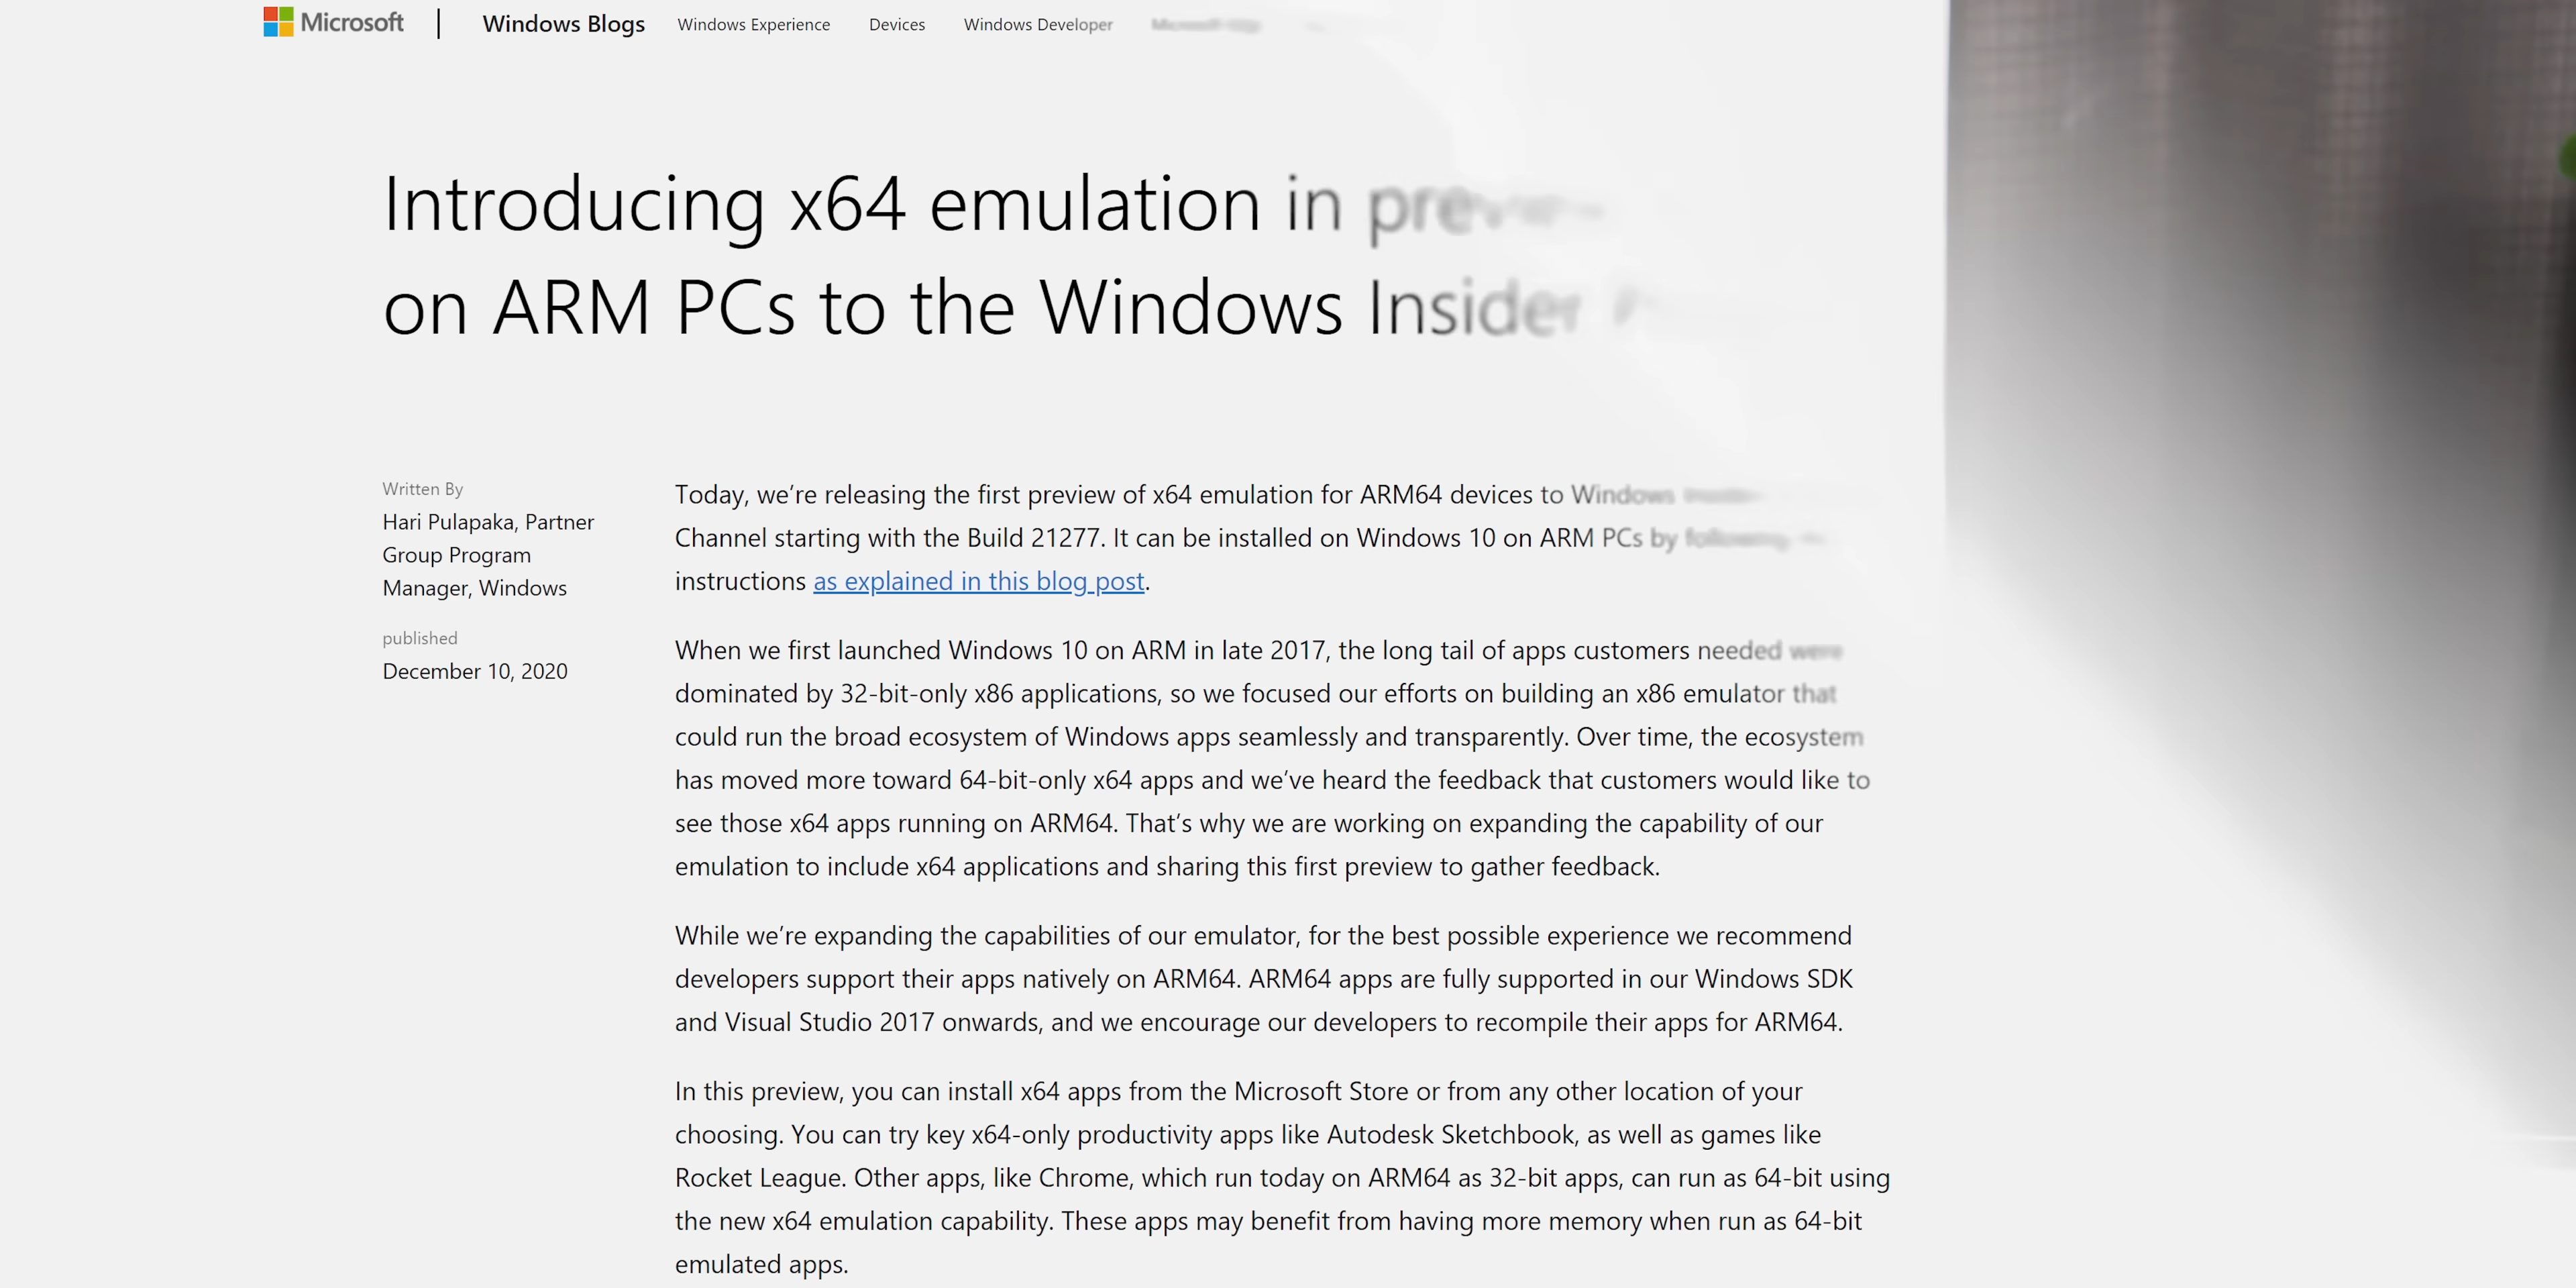 Microsoft
Windows Blogs
Windows Experience
Devices
Windows Developer
Introducing x64 emulation in
on ARM PCs to the Windows Insider
Written By
Hari Pulapaka, Partner
Group Program
Manager, Windows
published
December 10, 2020
Today, we’re releasing the first preview of x64 emulation for ARM64 devices to Windows
Channel starting with the Build 21277. It can be installed on Windows 10 on ARM PCs by following
instructions as explained in this blog post.
When we first launched Windows 10 on ARM in late 2017, the long tail of apps customers needed were
dominated by 32-bit-only x86 applications, so we focused our efforts on building an x86 emulator that
could run the broad ecosystem of Windows apps seamlessly and transparently. Over time, the ecosystem
has moved more toward 64-bit-only x64 apps and we’ve heard the feedback that customers would like to
see those x64 apps running on ARM64. That’s why we are working on expanding the capability of our
emulation to include x64 applications and sharing this first preview to gather feedback.
While we’re expanding the capabilities of our emulator, for the best possible experience we recommend
developers support their apps natively on ARM64. ARM64 apps are fully supported in our Windows SDK
and Visual Studio 2017 onwards, and we encourage our developers to recompile their apps for ARM64.
In this preview, you can install x64 apps from the Microsoft Store or from any other location of your
choosing. You can try key x64-only productivity apps like Autodesk Sketchbook, as well as games like
Rocket League. Other apps, like Chrome, which run today on ARM64 as 32-bit apps, can run as 64-bit using
the new x64 emulation capability. These apps may benefit from having more memory when run as 64-bit
emulated apps.